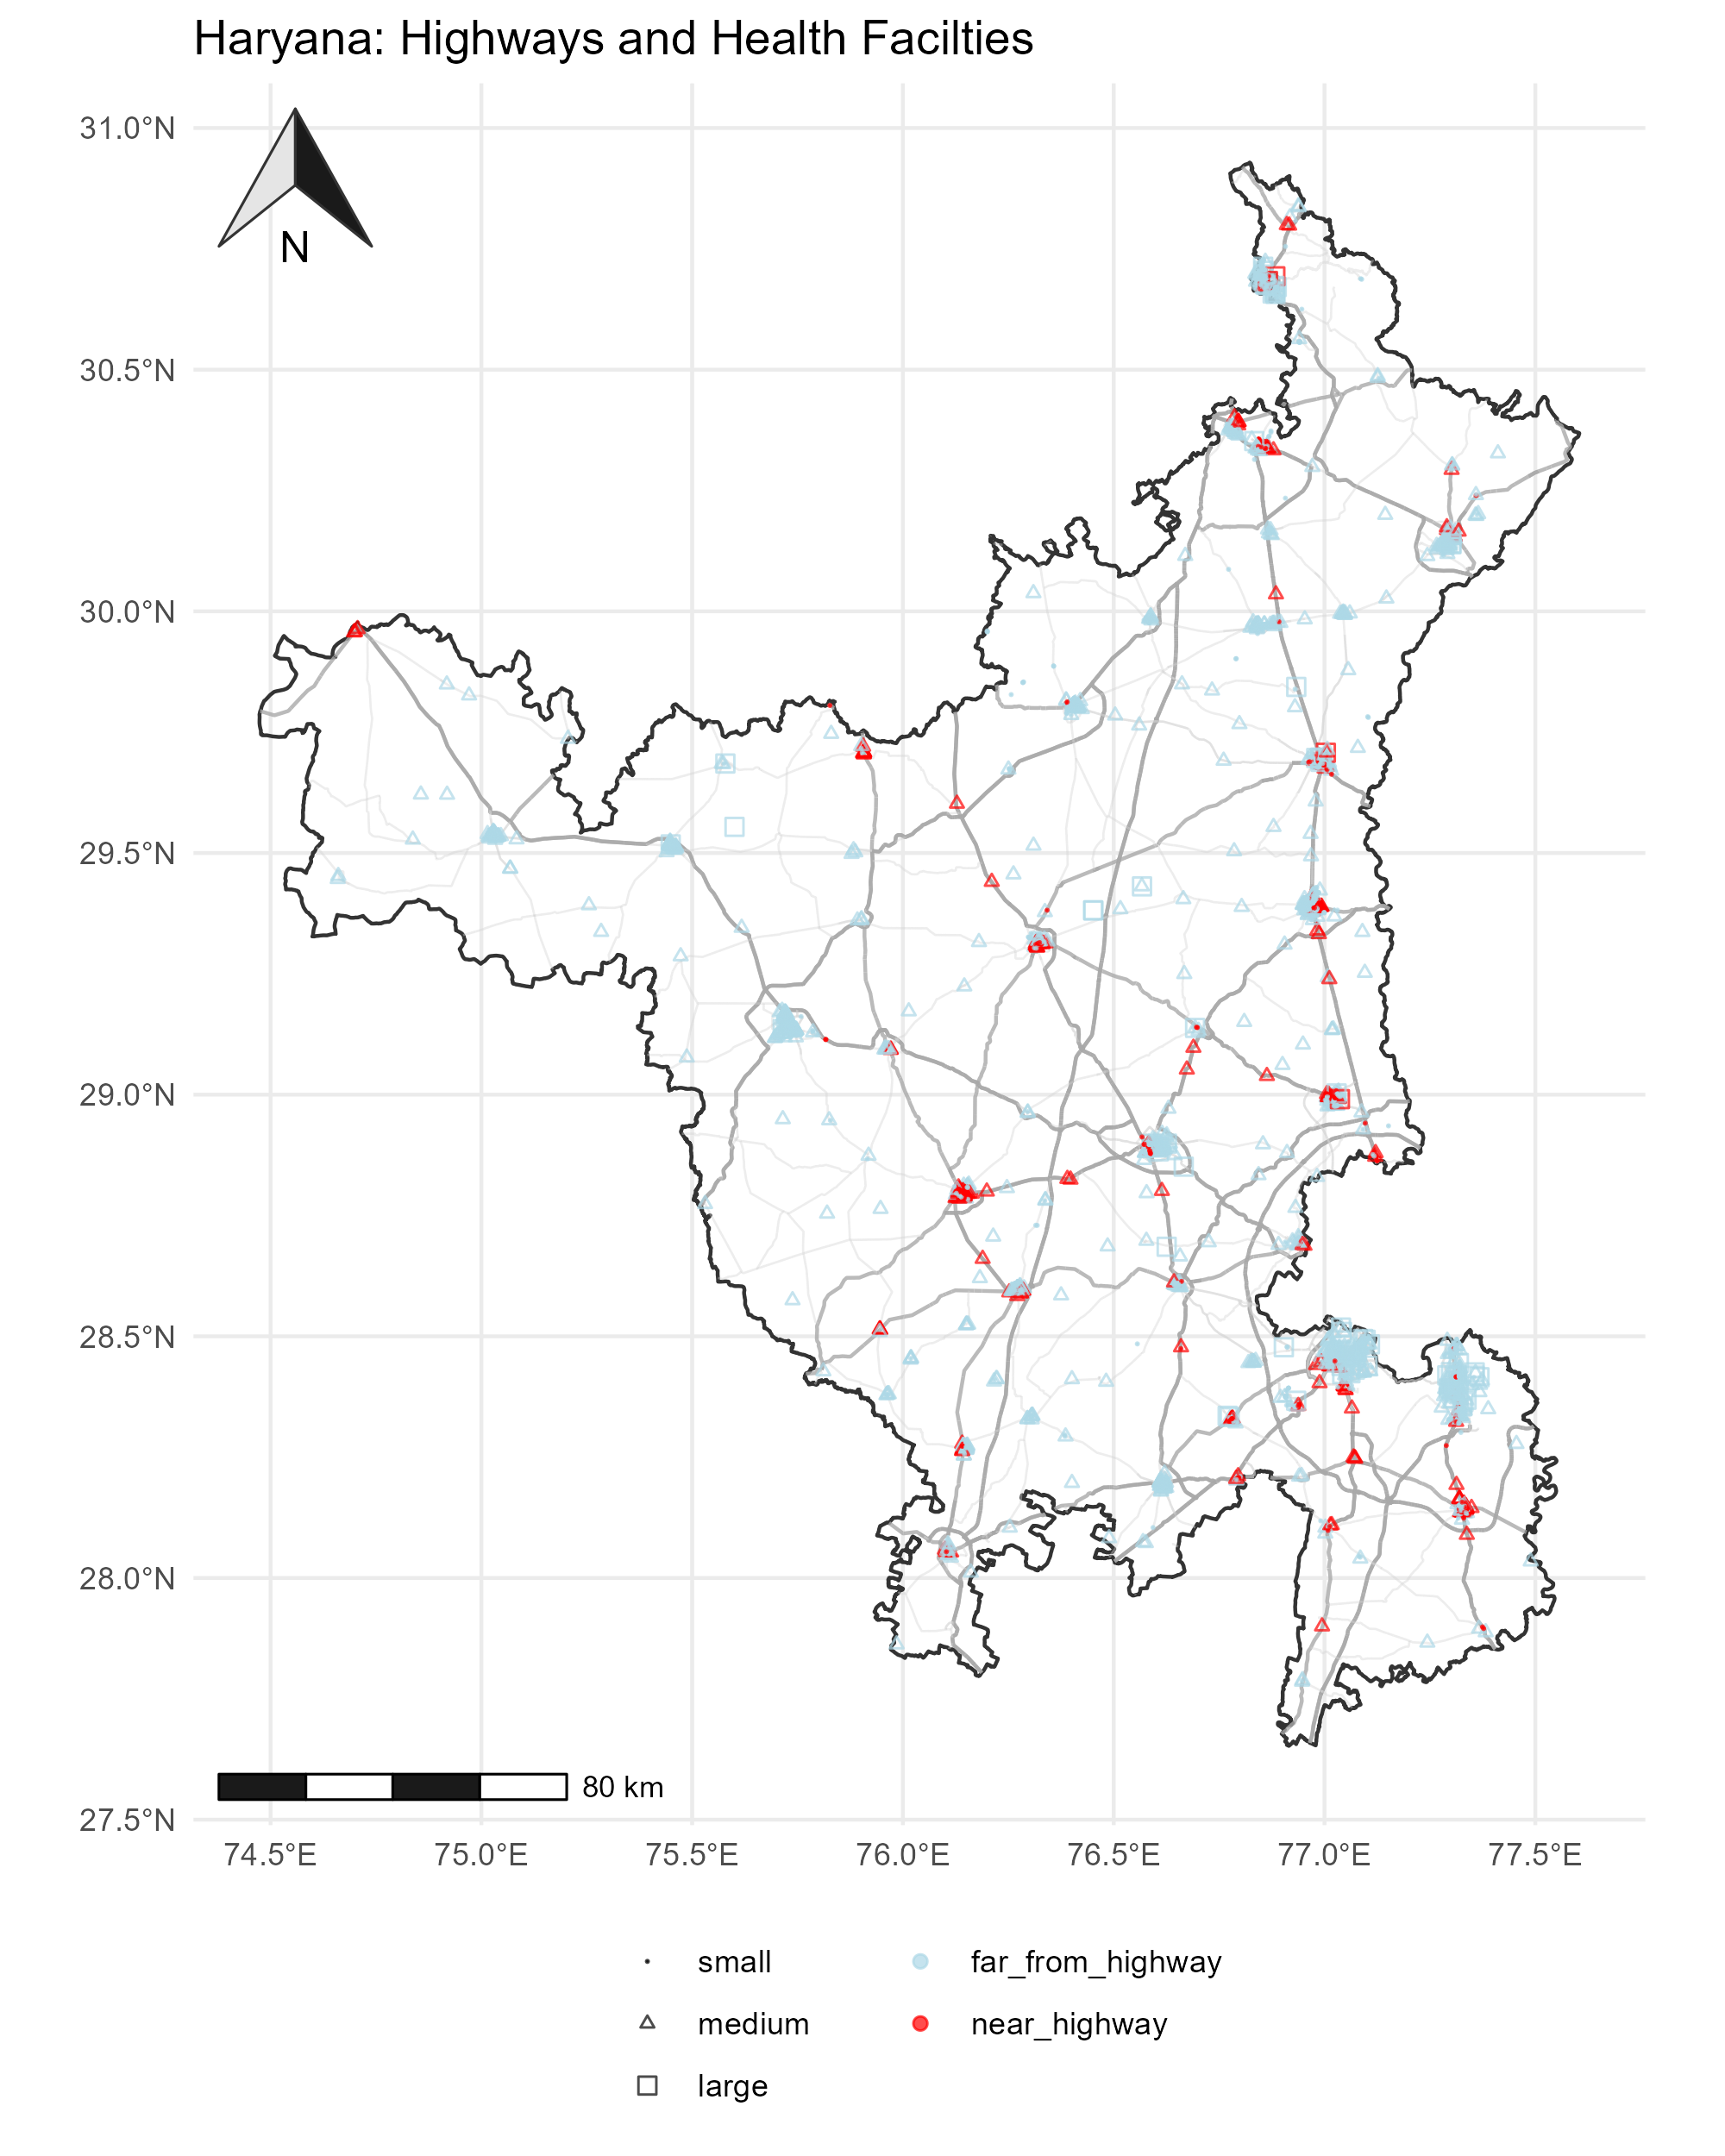 Haryana: Highways and Health Facilties
31.0°N
30.5°N
30.0°N
29.5°N
29.0°N
28.5°N
28.0°N
27.5°N
N
80 km
74.5°E 75.0°E 75.5°E 76.0°E 76.5°E 77.0°E 77.5°E
small far_from_highway
medium near_highway
large